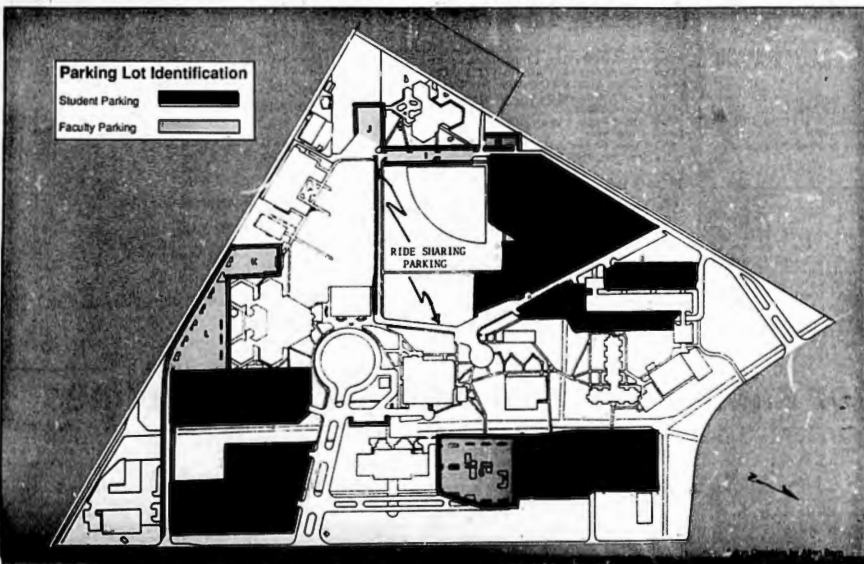 Parking Lot Identification
Student Parking
Faculty Parking
J
I
RIDE SHARING
PARKING
K
L
N